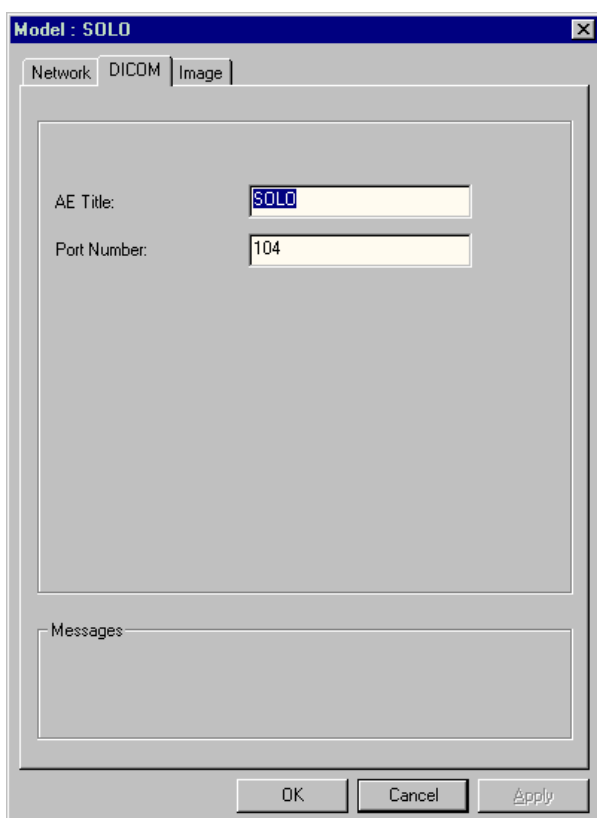 Model : SOLO
Network DICOM Image
AE Title: SOLO
Port Number: 104
Messages
OK Cancel Apply